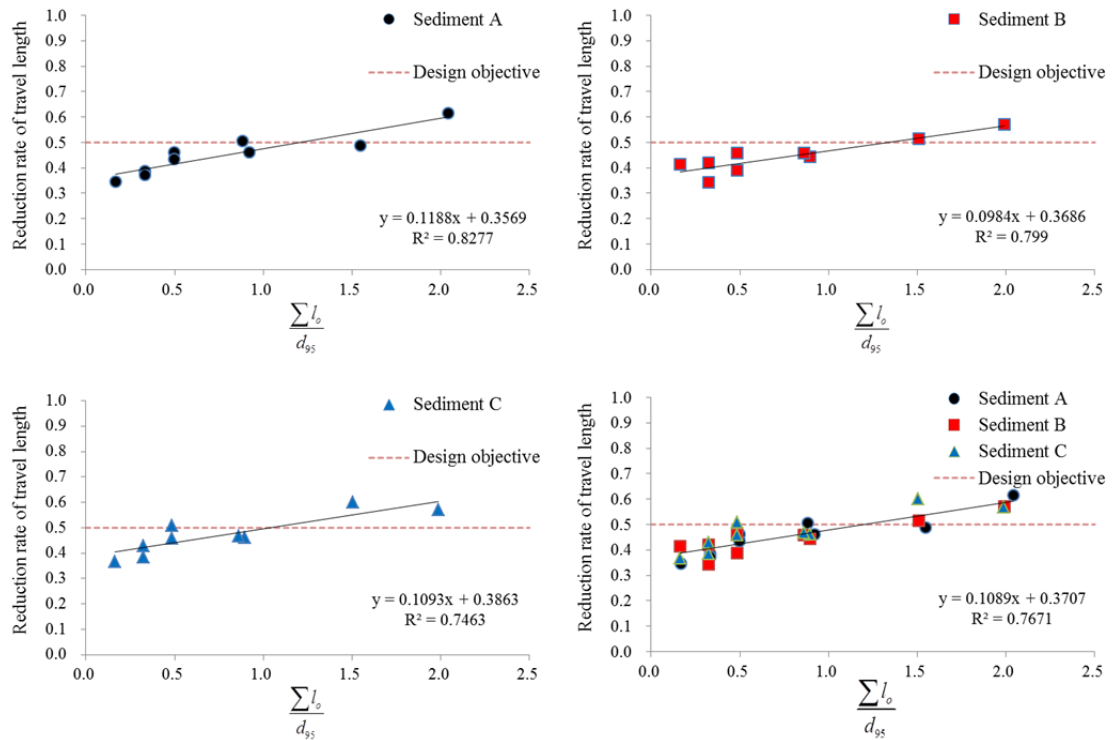 Reduction rate of travel length
1.0
0.9
0.8
0.7
0.6
0.5
0.4
0.3
0.2
0.1
0.0
Sediment A
Design objective
y = 0.1188x + 0.3569
R² = 0.8277
0.0 0.5 1.0 1.5 2.0 2.5
∑ lₒ
d₉₅
Reduction rate of travel length
1.0
0.9
0.8
0.7
0.6
0.5
0.4
0.3
0.2
0.1
0.0
Sediment B
Design objective
y = 0.0984x + 0.3686
R² = 0.799
0.0 0.5 1.0 1.5 2.0 2.5
∑ lₒ
d₉₅
Reduction rate of travel length
1.0
0.9
0.8
0.7
0.6
0.5
0.4
0.3
0.2
0.1
0.0
Sediment C
Design objective
y = 0.1093x + 0.3863
R² = 0.7463
0.0 0.5 1.0 1.5 2.0 2.5
∑ lₒ
d₉₅
Reduction rate of travel length
1.0
0.9
0.8
0.7
0.6
0.5
0.4
0.3
0.2
0.1
0.0
Sediment A
Sediment B
Sediment C
Design objective
y = 0.1089x + 0.3707
R² = 0.7671
0.0 0.5 1.0 1.5 2.0 2.5
∑ lₒ
d₉₅